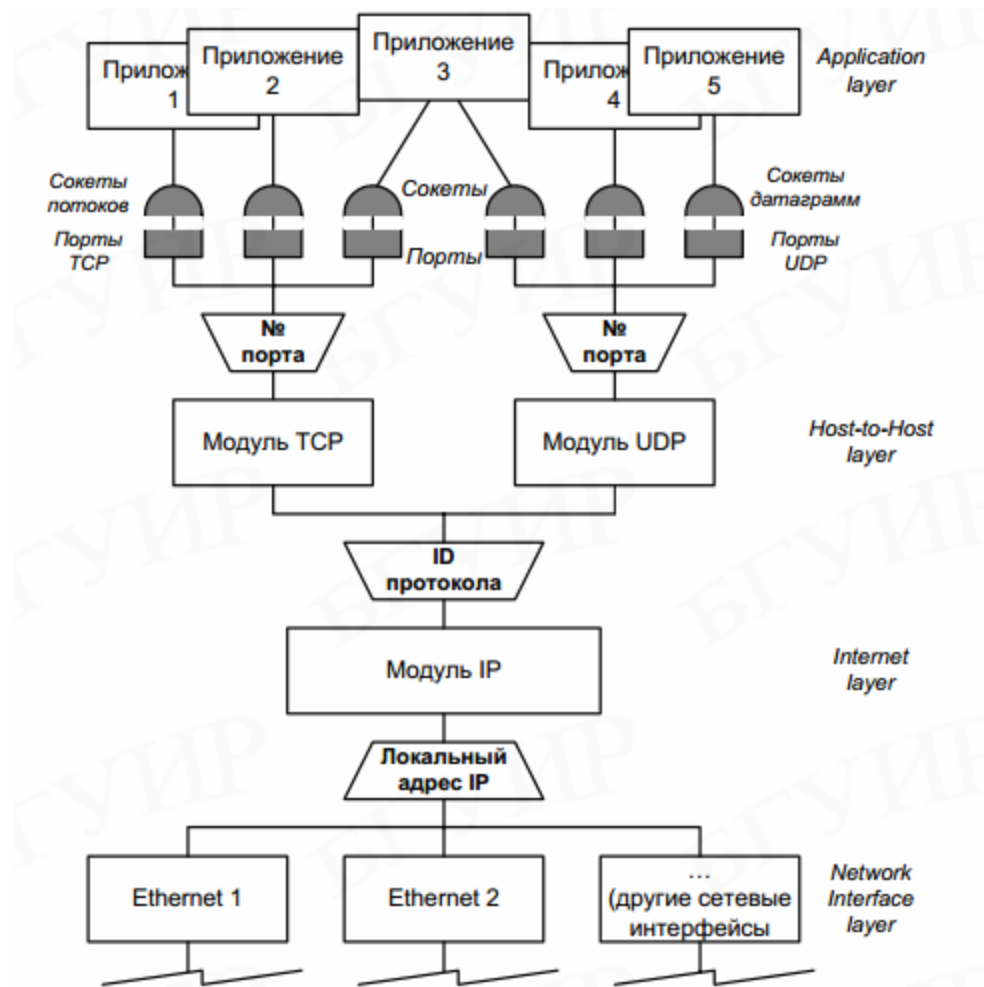 Приложение
3
Прилож
1
Приложение
2
Прилож
4
Приложение
5
Application
layer
Сокеты
потоков
Сокеты
Сокеты
датаграмм
Порты
TCP
Порты
Порты
UDP
№
порта
№
порта
Модуль TCP
Модуль UDP
Host-to-Host
layer
ID
протокола
Модуль IP
Internet
layer
Локальный
адрес IP
Ethernet 1
Ethernet 2
…
(другие сетевые
интерфейсы
Network
Interface
layer
БГУИР